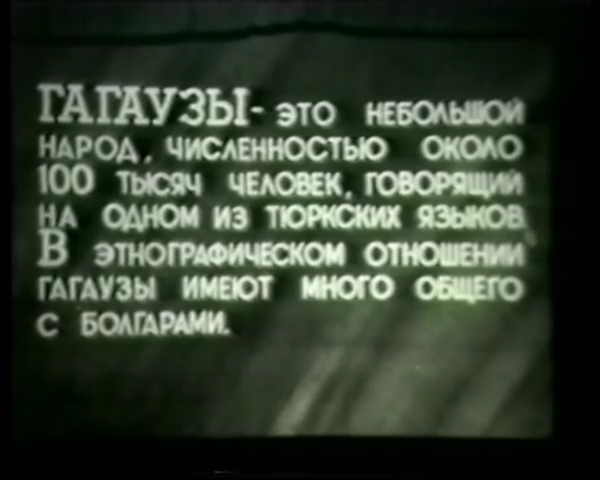 ГАГАУЗЫ- ЭТО НЕБОЛЬШОЙ
НАРОД, ЧИСЛЕННОСТЬЮ ОКОЛО
100 ТЫСЯЧ ЧЕЛОВЕК, ГОВОРЯЩИЙ
НА ОДНОМ ИЗ ТЮРКСКИХ ЯЗЫКОВ.
В ЭТНОГРАФИЧЕСКОМ ОТНОШЕНИИ
ГАГАУЗЫ ИМЕЮТ МНОГО ОБЩЕГО
С БОЛГАРАМИ.